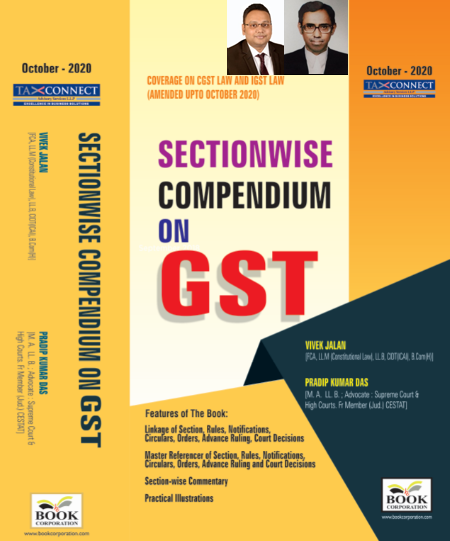 October - 2020
TAXCONNECT
Advisory Services LLP
EXCELLENCE IN BUSINESS SOLUTIONS
SECTIONWISE COMPENDIUM ON GST
VIVEK JALAN
[FCA, LL.M (Constitutional Law), LL.B, CIDT(ICAI), B.Com(H)]
PRADIP KUMAR DAS
[M. A. LL. B. ; Advocate : Supreme Court &
High Courts. Fr Member (Jud.) CESTAT]
BOOK
CORPORATION
www.bookcorporation.com
COVERAGE ON CGST LAW AND IGST LAW
(AMENDED UPTO OCTOBER 2020)
SECTIONWISE
COMPENDIUM
ON
GST
Features of The Book:
Linkage of Section, Rules, Notifications,
Circulars, Orders, Advance Ruling, Court Decisions
Master Referencer of Section, Rules, Notifications,
Circulars, Orders, Advance Ruling and Court Decisions
Section-wise Commentary
Practical Illustrations
October - 2020
TAXCONNECT
Advisory Services LLP
EXCELLENCE IN BUSINESS SOLUTIONS
VIVEK JALAN
[FCA, LL.M (Constitutional Law), LL.B, CIDT(ICAI), B.Com(H)]
PRADIP KUMAR DAS
[M. A. LL. B. ; Advocate : Supreme Court &
High Courts. Fr Member (Jud.) CESTAT]
BOOK
CORPORATION
www.bookcorporation.com